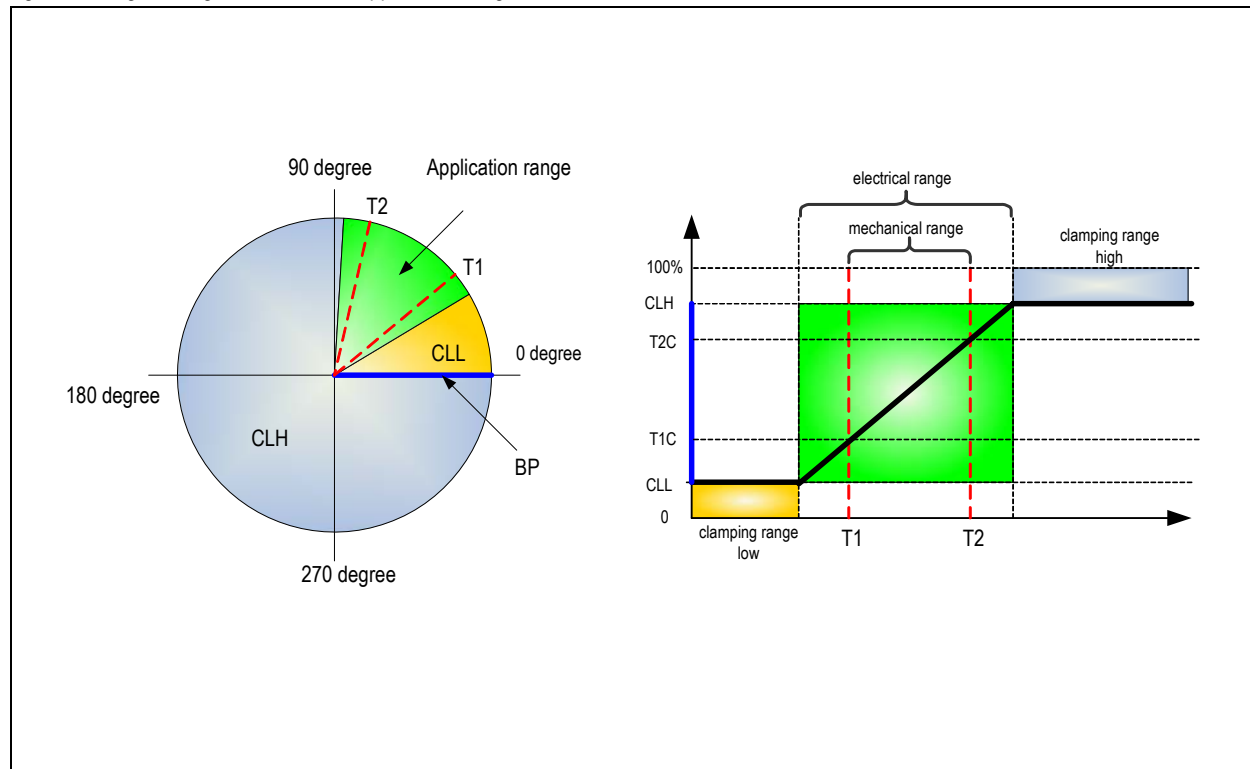 90 degree
Application range
T2
T1
CLL
0 degree
180 degree
CLH
BP
270 degree
electrical range
mechanical range
clamping range
high
100%
CLH
T2C
T1C
CLL
0
clamping range
low
T1
T2